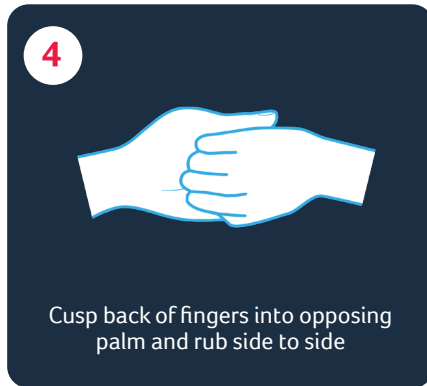 4
Cusp back of fingers into opposing
palm and rub side to side